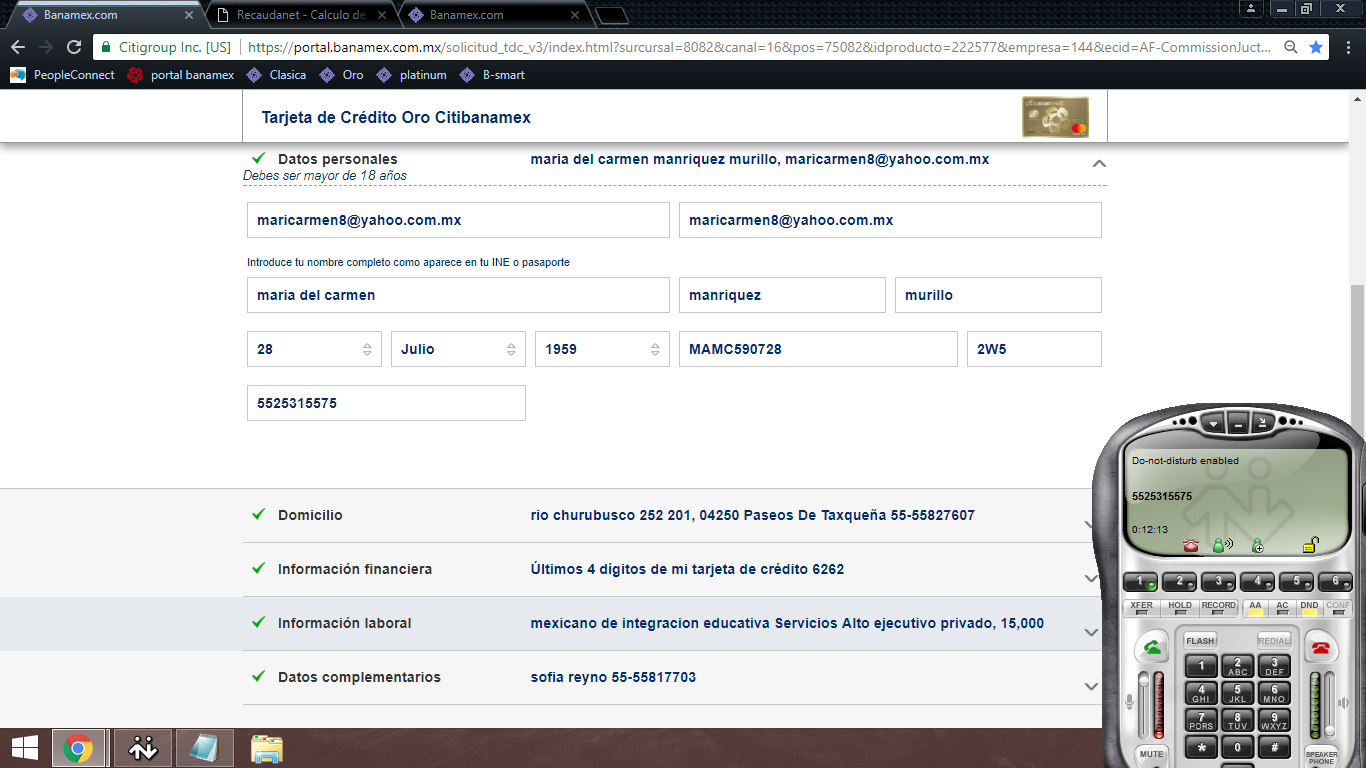 Banamex.com
Recaudanet - Calculo de
Banamex.com
Citigroup Inc. [US]
https://portal.banamex.com.mx/solicitud_tdc_v3/index.html?surcursal=8082&canal=16&pos=75082&idproducto=222577&empresa=144&ecid=AF-CommissionJuct...
PeopleConnect
portal banamex
Clasica
Oro
platinum
B-smart
Tarjeta de Crédito Oro Citibanamex
Datos personales
maria del carmen manriquez murillo, maricarmen8@yahoo.com.mx
Debes ser mayor de 18 años
maricarmen8@yahoo.com.mx
maricarmen8@yahoo.com.mx
Introduce tu nombre completo como aparece en tu INE o pasaporte
maria del carmen
manriquez
murillo
28
Julio
1959
MAMC590728
2W5
5525315575
Domicilio
rio churubusco 252 201, 04250 Paseos De Taxqueña 55-55827607
Información financiera
Últimos 4 dígitos de mi tarjeta de crédito 6262
Información laboral
mexicano de integracion educativa Servicios Alto ejecutivo privado, 15,000
Datos complementarios
sofia reyno 55-55817703
Do-not-disturb enabled
5525315575
0:12:13
1 2 3 4 5 6
XFER HOLD RECORD AA AC DND CONF
FLASH
REDIAL
1 2 ABC 3 DEF
4 GHI 5 JKL 6 MNO
7 PQRS 8 TUV 9 WXYZ
* 0 #
MUTE
SPEAKER PHONE